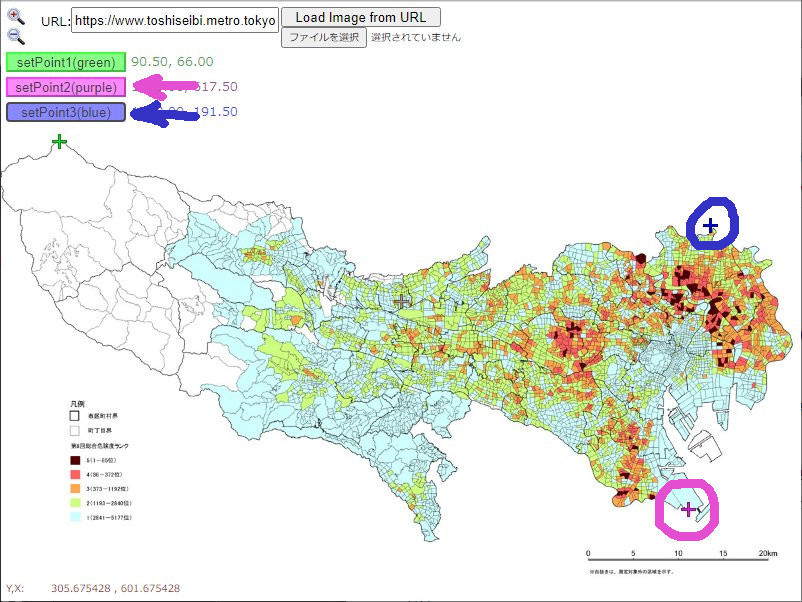 URL: https://www.toshiseibi.metro.tokyo Load Image from URL
ファイルを選択 選択されていません
setPoint1(green) 90.50, 66.00
setPoint2(purple) 617.50
setPoint3(blue) 191.50
凡例
市区町村界
町丁目界
第8回総合危険度ランク
5(1-85位)
4(86-372位)
3(373-1192位)
2(1193-2840位)
1(2841-5177位)
0 5 10 15 20km
※白抜きは、測定対象外の区域を示す。
Y,X: 305.675428 , 601.675428